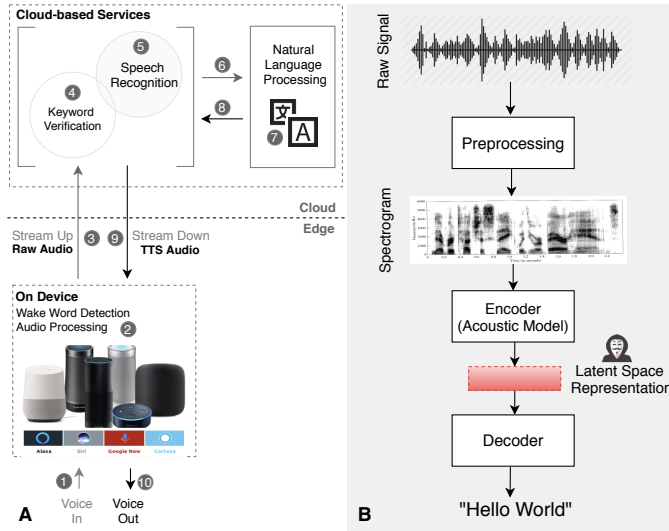 Cloud-based Services
5
Speech
Recognition
4
Keyword
Verification
6
8
Natural
Language
Processing
文
A
7
Cloud
Edge
Stream Up
Raw Audio
3
9
Stream Down
TTS Audio
On Device
Wake Word Detection
Audio Processing
2
Alexa
Siri
Google Now
Cortana
1
10
Voice
In
Voice
Out
A
Raw Signal
Preprocessing
Spectrogram
Encoder
(Acoustic Model)
Latent Space
Representation
Decoder
"Hello World"
B